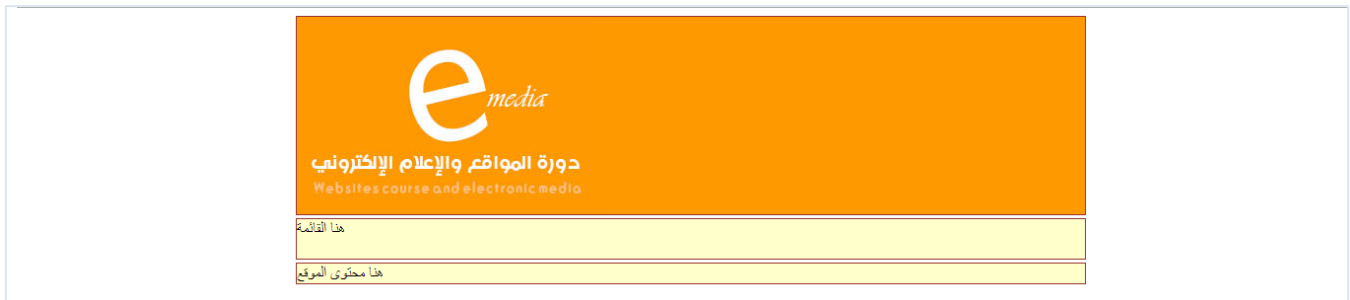 e media
دورة المواقع والإعلام الإلكتروني
Websites course and electronic media
هنا القائمة
هنا محتوى الموقع